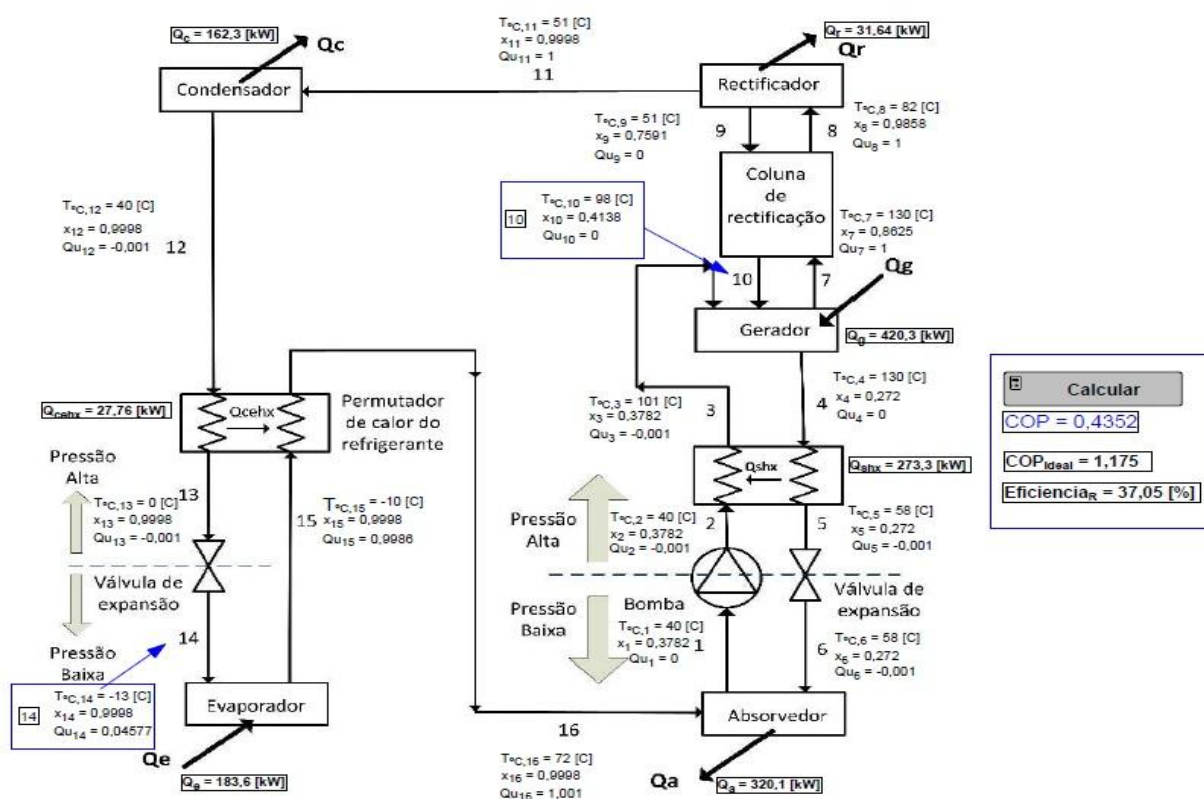 T°C,11 = 51 [C]
x11 = 0,9998
Qu11 = 1
11
Qc = 162,3 [kW]
Qc
Condensador
Qr = 31,64 [kW]
Qr
Rectificador
T°C,9 = 51 [C]
x9 = 0,7591
Qu9 = 0
9
8
T°C,8 = 82 [C]
x8 = 0,9858
Qu8 = 1
Coluna
de
rectificação
10
T°C,10 = 98 [C]
x10 = 0,4138
Qu10 = 0
T°C,7 = 130 [C]
x7 = 0,8625
Qu7 = 1
T°C,12 = 40 [C]
x12 = 0,9998
Qu12 = -0,001
12
10
7
Qg
Gerador
Qg = 420,3 [kW]
T°C,4 = 130 [C]
x4 = 0,272
Qu4 = 0
4
T°C,3 = 101 [C]
x3 = 0,3782
Qu3 = -0,001
3
Calcular
COP = 0,4352
COPIdeal = 1,175
EficienciaR = 37,05 [%]
Qcehx = 27,76 [kW]
Qcehx
Permutador
de calor do
refrigerante
Qshx
Qshx = 273,3 [kW]
Pressão
Alta
13
T°C,13 = 0 [C]
x13 = 0,9998
Qu13 = -0,001
15
T°C,15 = -10 [C]
x15 = 0,9998
Qu15 = 0,9986
Pressão
Alta
T°C,2 = 40 [C]
x2 = 0,3782
Qu2 = -0,001
2
5
T°C,5 = 58 [C]
x5 = 0,272
Qu5 = -0,001
Válvula de
expansão
Pressão
Baixa
14
Pressão
Baixa
Bomba
T°C,1 = 40 [C]
x1 = 0,3782
Qu1 = 0
1
Válvula de
expansão
6
T°C,6 = 58 [C]
x6 = 0,272
Qu6 = -0,001
14
T°C,14 = -13 [C]
x14 = 0,9998
Qu14 = 0,04577
Evaporador
Qe
Qe = 183,6 [kW]
16
T°C,16 = 72 [C]
x16 = 0,9998
Qu16 = 1,001
Absorvedor
Qa
Qa = 320,1 [kW]